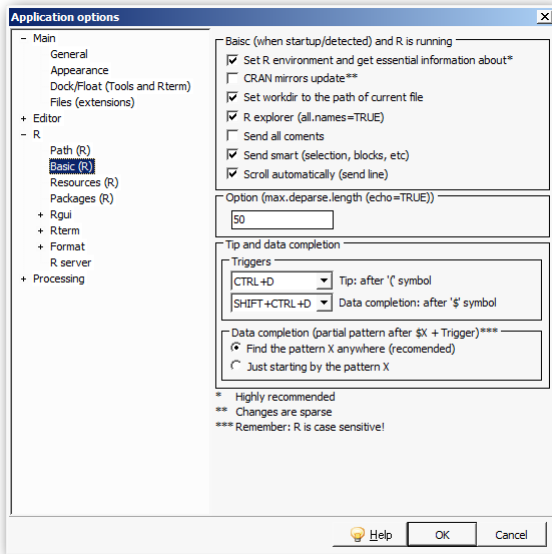 Application options
- Main
General
Appearance
Dock/Float (Tools and Rterm)
Files (extensions)
+ Editor
- R
Path (R)
Basic (R)
Resources (R)
Packages (R)
+ Rgui
+ Rterm
+ Format
R server
+ Processing
Baisc (when startup/detected) and R is running
Set R environment and get essential information about*
CRAN mirrors update**
Set workdir to the path of current file
R explorer (all.names=TRUE)
Send all coments
Send smart (selection, blocks, etc)
Scroll automatically (send line)
Option (max.deparse.length (echo=TRUE))
50
Tip and data completion
Triggers
CTRL+D Tip: after '(' symbol
SHIFT+CTRL+D Data completion: after '$' symbol
Data completion (partial pattern after $X + Trigger)***
Find the pattern X anywhere (recomended)
Just starting by the pattern X
* Highly recommended
** Changes are sparse
*** Remember: R is case sensitive!
Help OK Cancel